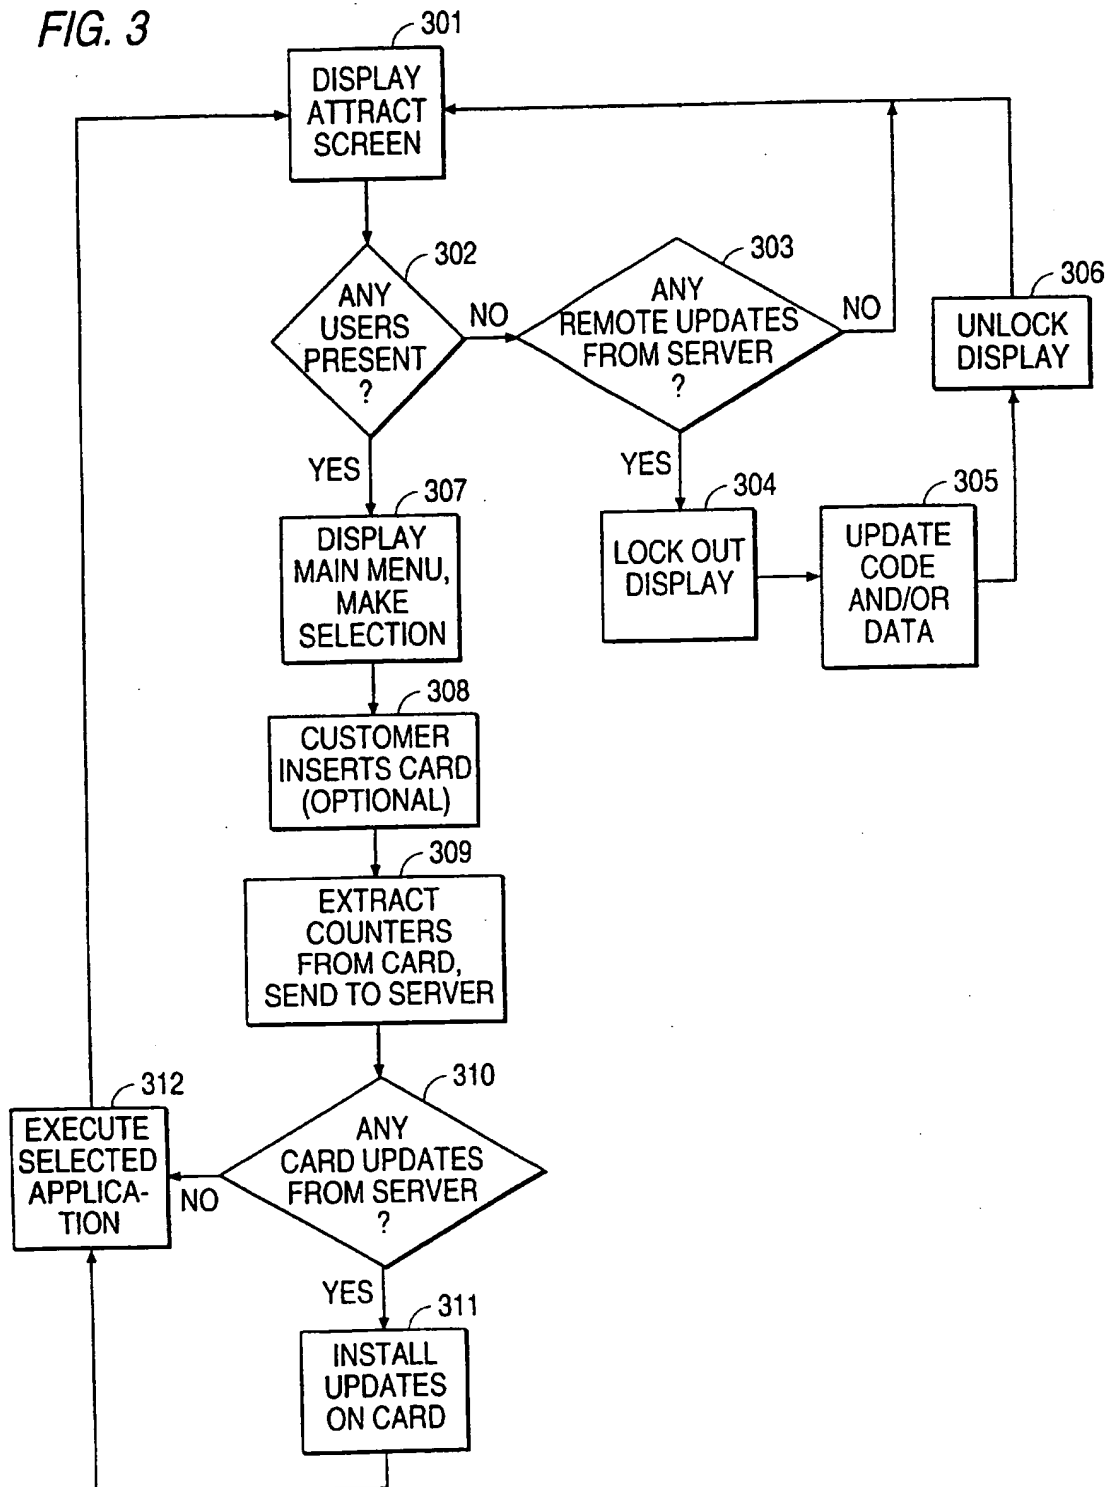 FIG. 3
301
DISPLAY
ATTRACT
SCREEN
302
ANY
USERS
PRESENT
?
NO
303
ANY
REMOTE UPDATES
FROM SERVER
?
NO
306
UNLOCK
DISPLAY
YES
YES
304
LOCK OUT
DISPLAY
305
UPDATE
CODE
AND/OR
DATA
307
DISPLAY
MAIN MENU,
MAKE
SELECTION
308
CUSTOMER
INSERTS CARD
(OPTIONAL)
309
EXTRACT
COUNTERS
FROM CARD,
SEND TO SERVER
310
ANY
CARD UPDATES
FROM SERVER
?
NO
312
EXECUTE
SELECTED
APPLICA-
TION
YES
311
INSTALL
UPDATES
ON CARD